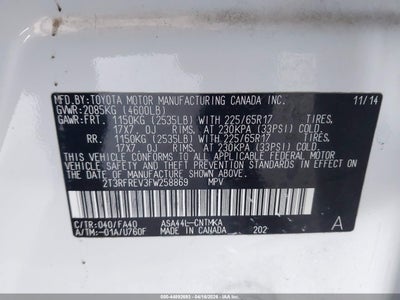 MFD.BY:TOYOTA MOTOR MANUFACTURING CANADA INC.
GVWR:2085KG (4600LB) 11/14
GAWR:FRT. 1150KG (2535LB) WITH 225/65R17 TIRES.
17X7.0J RIMS, AT 230KPA (33PSI) COLD.
RR. 1150KG (2535LB) WITH 225/65R17 TIRES.
17X7.0J RIMS, AT 230KPA (33PSI) COLD.
THIS VEHICLE CONFORMS TO ALL APPLICABLE FEDERAL MOTOR
VEHICLE SAFETY AND THEFT PREVENTION STANDARDS IN
EFFECT ON THE DATE OF MANUFACTURE SHOWN ABOVE.
2T3RFREV3FW258869 MPV
C/TR:040/FA40 ASA44L-CNTMKA
A/TM:-01A/U760F MADE IN CANADA 202 A